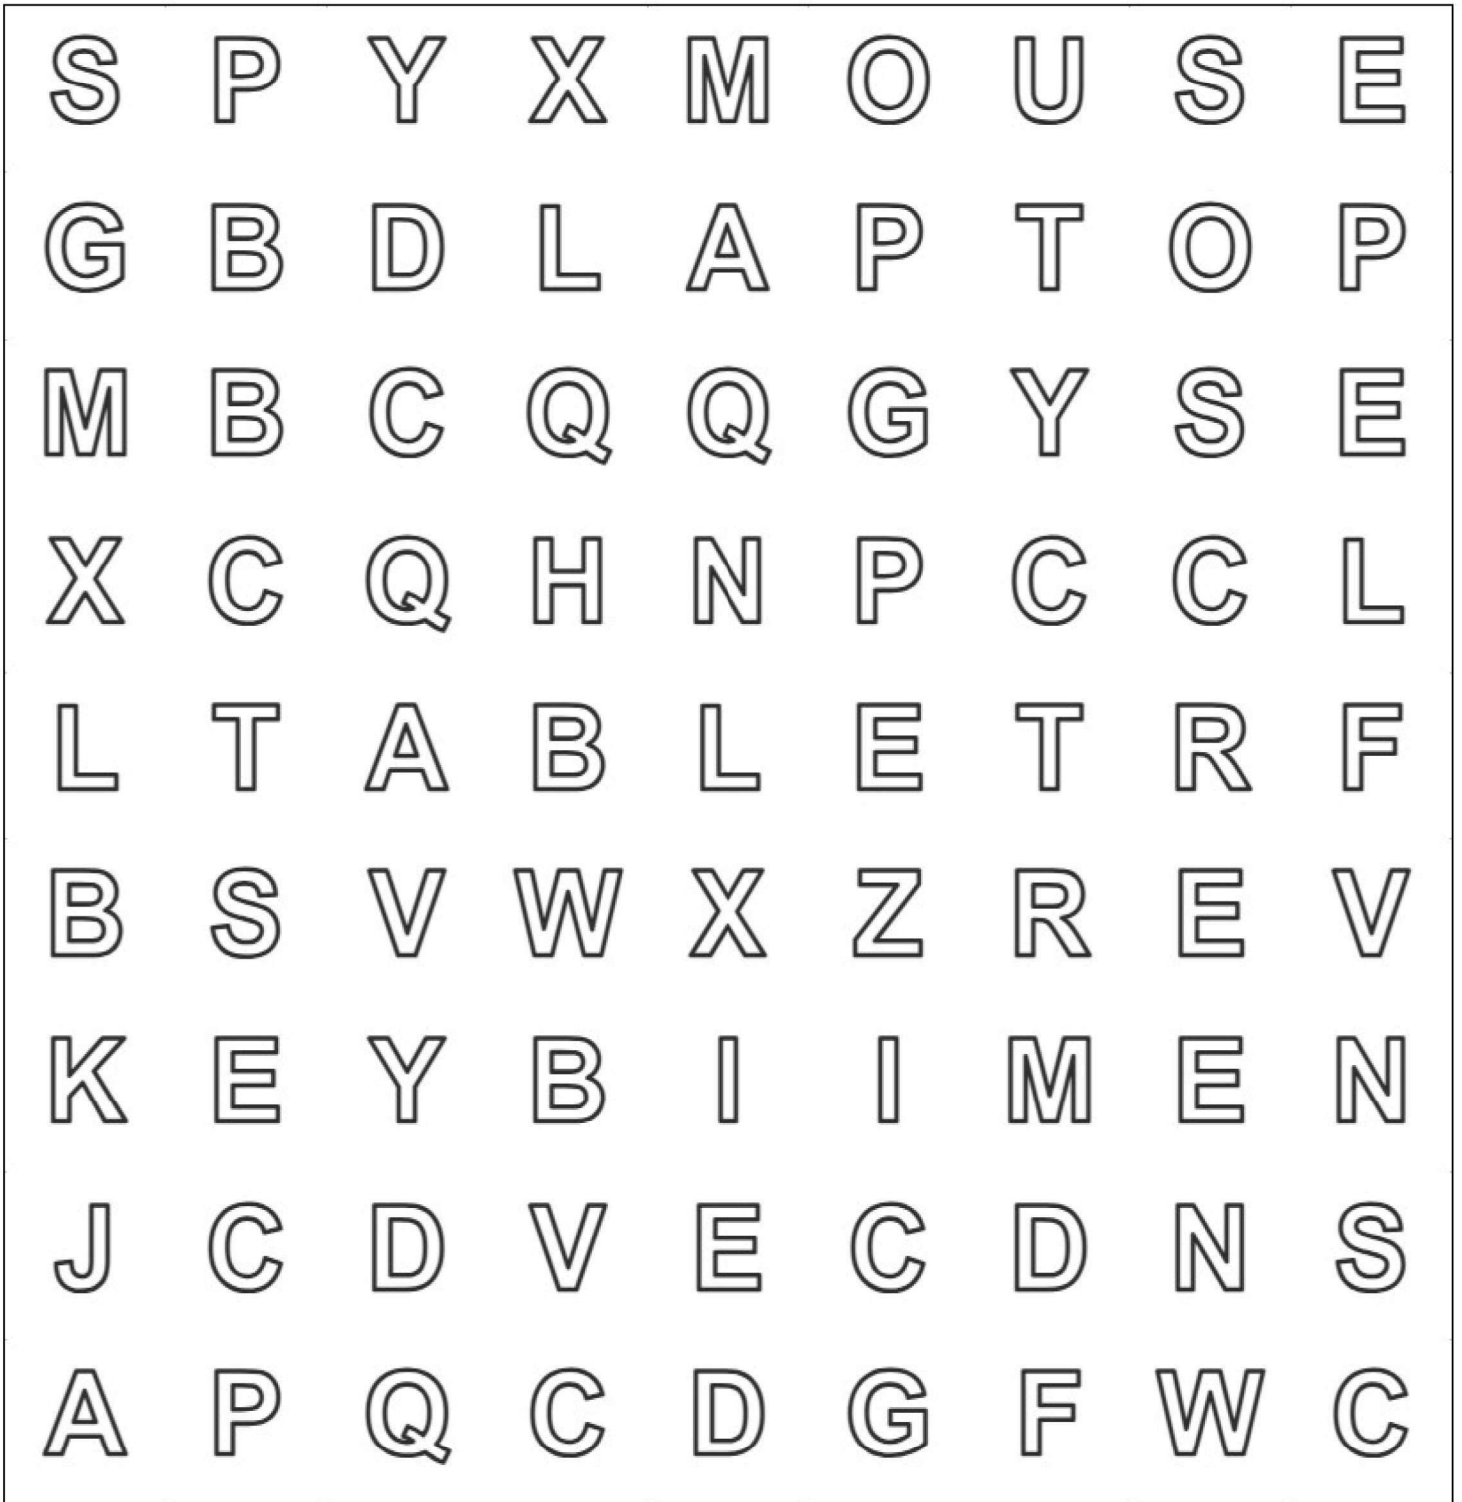 S P Y X M O U S E
G B D L A P T O P
M B C Q Q G Y S E
X C Q H N P C C L
L T A B L E T R F
B S V W X Z R E V
K E Y B I I M E N
J C D V E C D N S
A P Q C D G F W C